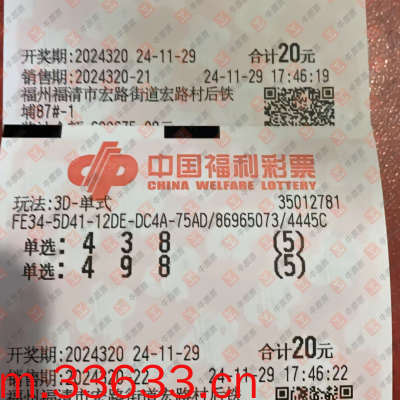 开奖期:2024320 24-11-29 合计20元
销售期:2024320-21 24-11-29 17:46:19
福州福清市宏路街道宏路村后铁
埔87#-1
中国福利彩票
CHINA WELFARE LOTTERY
玩法:3D-单式 35012781
FE34-5D41-12DE-DC4A-75AD/86965073/4445C
单选: 4 3 8 (5)
单选: 4 9 8 (5)
开奖期:2024320 24-11-29 合计20元
24-11-29 17:46:22
m.33633.cn